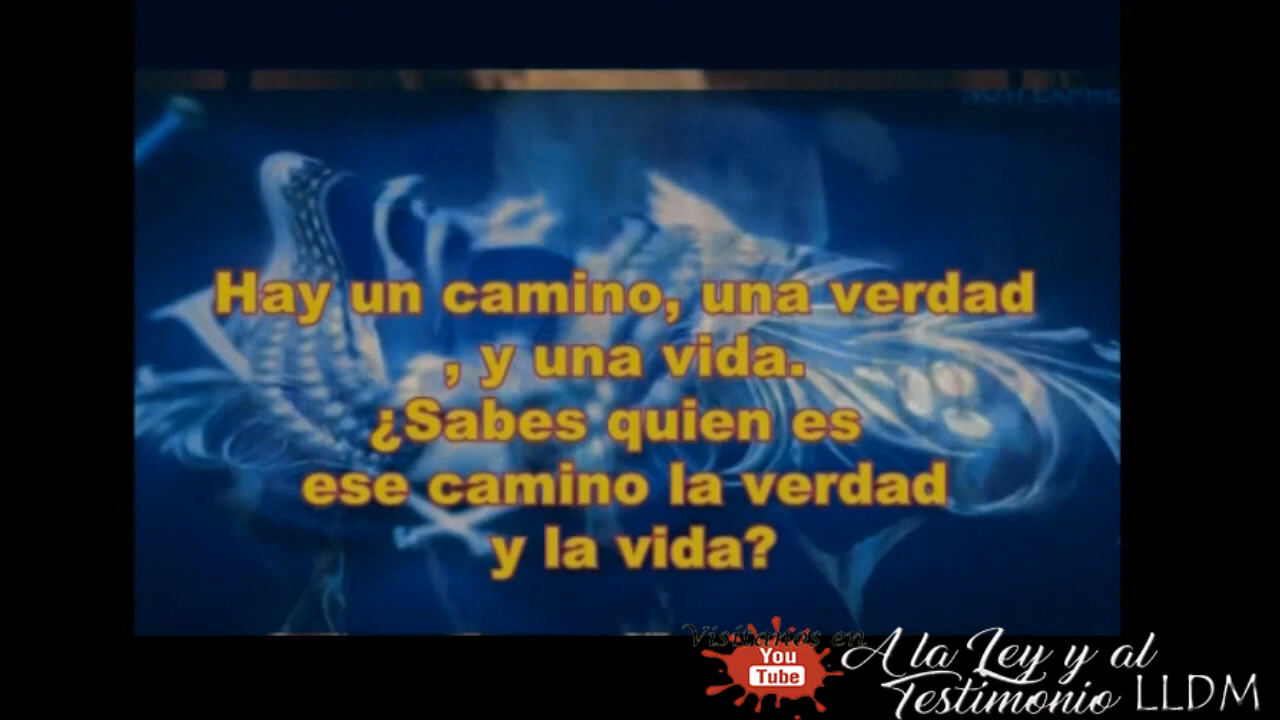 Hay un camino, una verdad
, y una vida.
¿Sabes quien es
ese camino la verdad
y la vida?
Visítanos en
You
Tube
A la Ley y al
Testimonio LLDM